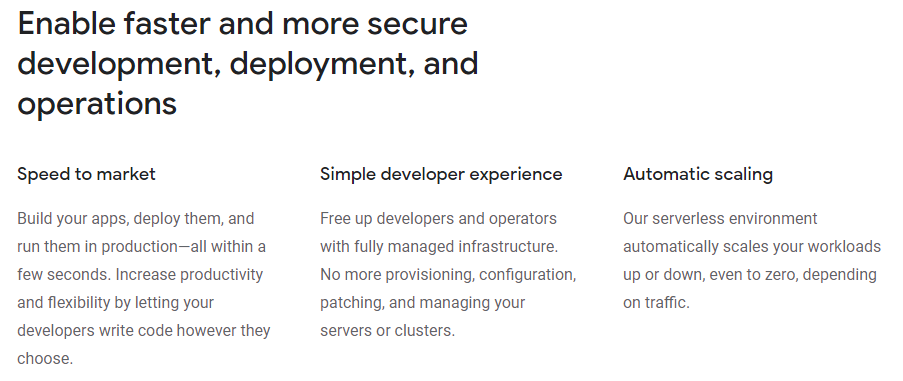 Enable faster and more secure
development, deployment, and
operations
Speed to market
Build your apps, deploy them, and
run them in production—all within a
few seconds. Increase productivity
and flexibility by letting your
developers write code however they
choose.
Simple developer experience
Free up developers and operators
with fully managed infrastructure.
No more provisioning, configuration,
patching, and managing your
servers or clusters.
Automatic scaling
Our serverless environment
automatically scales your workloads
up or down, even to zero, depending
on traffic.